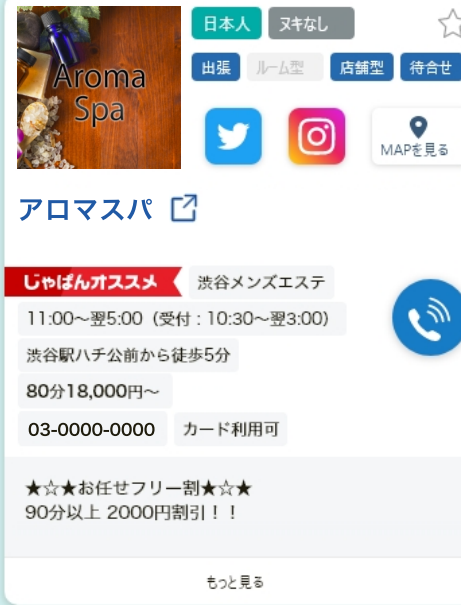 Aroma
Spa
日本人 ヌキなし
出張 ルーム型 店舗型 待合せ
MAPを見る
アロマスパ
じゃぱんオススメ 渋谷メンズエステ
11:00〜翌5:00（受付 : 10:30〜翌3:00）
渋谷駅ハチ公前から徒歩5分
80分18,000円〜
03-0000-0000 カード利用可
★☆★お任せフリー割★☆★
90分以上 2000円割引！！
もっと見る